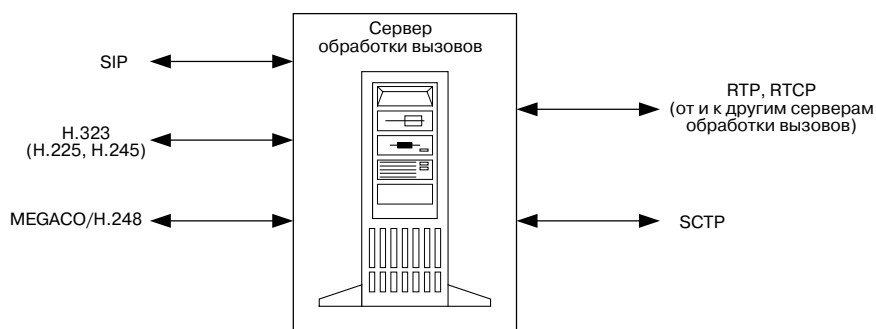 Сервер
обработки вызовов
SIP
H.323
(H.225, H.245)
MEGACO/H.248
RTP, RTCP
(от и к другим серверам
обработки вызовов)
SCTP